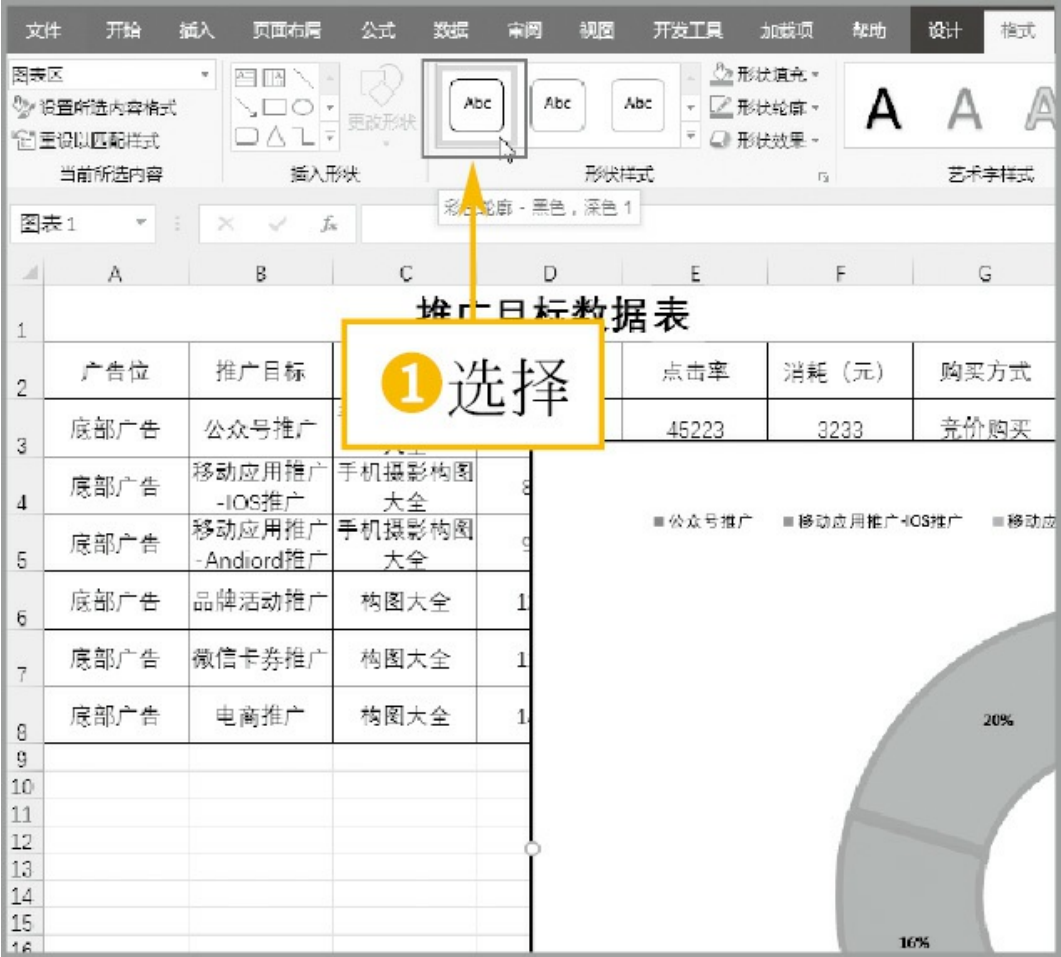 文件 开始 插入 页面布局 公式 数据 审阅 视图 开发工具 加载项 帮助 设计 格式
图表区
设置所选内容格式
重设以匹配样式
当前所选内容
更改形状
插入形状
Abc Abc Abc
形状填充
形状轮廓
形状效果
形状样式
A A A
艺术字样式
图表 1
fx
轮廓 - 黑色，深色 1
A B C D E F G
1 推广目标数据表
2 广告位 推广目标 点击率 消耗（元） 购买方式
❶选择
3 底部广告 公众号推广 45223 3233 竞价购买
4 底部广告 移动应用推广-IOS推广 手机摄影构图大全
5 底部广告 移动应用推广-Andiord推广 手机摄影构图大全
6 底部广告 品牌活动推广 构图大全
7 底部广告 微信卡券推广 构图大全
8 底部广告 电商推广 构图大全
9
10
11
12
13
14
15
16
■公众号推广 ■移动应用推广-IOS推广 ■移动应
20%
16%